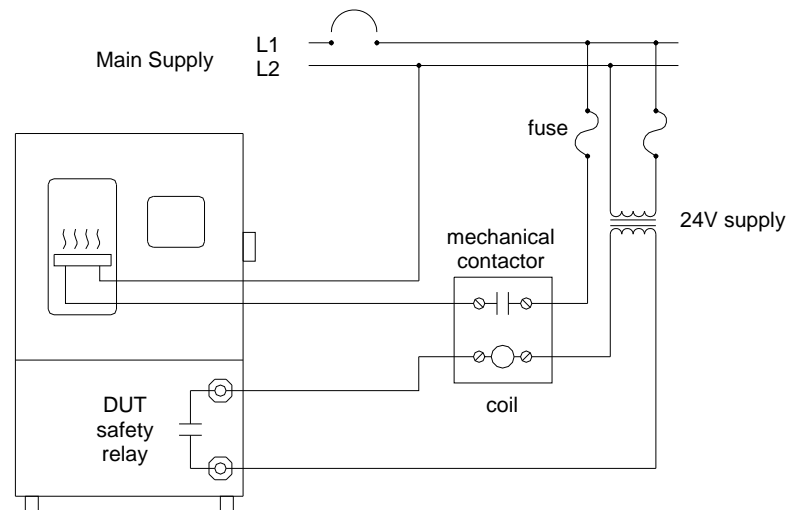 L1
Main Supply
L2
fuse
24V supply
mechanical
contactor
coil
DUT
safety
relay